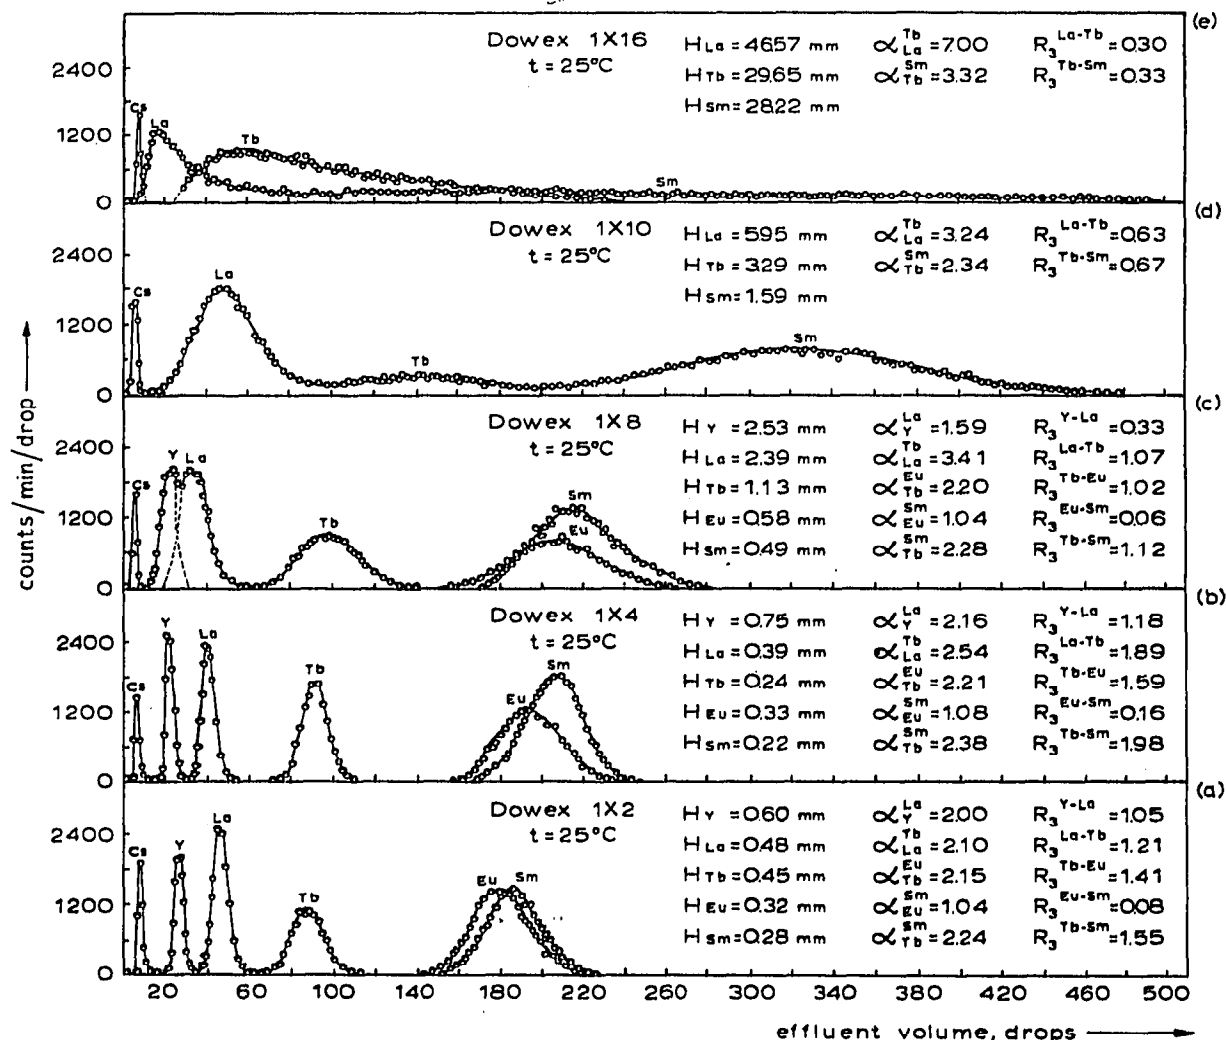 (e)
Dowex 1X16
t = 25°C
H La = 46.57 mm
H Tb = 29.65 mm
H Sm = 28.22 mm
α Tb La = 7.00
α Sm Tb = 3.32
R3 La-Tb = 0.30
R3 Tb-Sm = 0.33
2400
1200
0
Cs
La
Tb
Sm
(d)
Dowex 1X10
t = 25°C
H La = 5.95 mm
H Tb = 3.29 mm
H Sm = 1.59 mm
α Tb La = 3.24
α Sm Tb = 2.34
R3 La-Tb = 0.63
R3 Tb-Sm = 0.67
2400
1200
0
Cs
La
Tb
Sm
(c)
Dowex 1X8
t = 25°C
H Y = 2.53 mm
H La = 2.39 mm
H Tb = 1.13 mm
H Eu = 0.58 mm
H Sm = 0.49 mm
α La Y = 1.59
α Tb La = 3.41
α Eu Tb = 2.20
α Sm Eu = 1.04
α Sm Tb = 2.28
R3 Y-La = 0.33
R3 La-Tb = 1.07
R3 Tb-Eu = 1.02
R3 Eu-Sm = 0.06
R3 Tb-Sm = 1.12
2400
1200
0
Cs
Y
La
Tb
Sm
Eu
(b)
Dowex 1X4
t = 25°C
H Y = 0.75 mm
H La = 0.39 mm
H Tb = 0.24 mm
H Eu = 0.33 mm
H Sm = 0.22 mm
α La Y = 2.16
α Tb La = 2.54
α Eu Tb = 2.21
α Sm Eu = 1.08
α Sm Tb = 2.38
R3 Y-La = 1.18
R3 La-Tb = 1.89
R3 Tb-Eu = 1.59
R3 Eu-Sm = 0.16
R3 Tb-Sm = 1.98
2400
1200
0
Cs
Y
La
Tb
Eu
Sm
(a)
Dowex 1X2
t = 25°C
H Y = 0.60 mm
H La = 0.48 mm
H Tb = 0.45 mm
H Eu = 0.32 mm
H Sm = 0.28 mm
α La Y = 2.00
α Tb La = 2.10
α Eu Tb = 2.15
α Sm Eu = 1.04
α Sm Tb = 2.24
R3 Y-La = 1.05
R3 La-Tb = 1.21
R3 Tb-Eu = 1.41
R3 Eu-Sm = 0.08
R3 Tb-Sm = 1.55
2400
1200
0
Cs
Y
La
Tb
Eu
Sm
20 60 100 140 180 220 260 300 340 380 420 460 500
effluent volume, drops
counts/min/drop